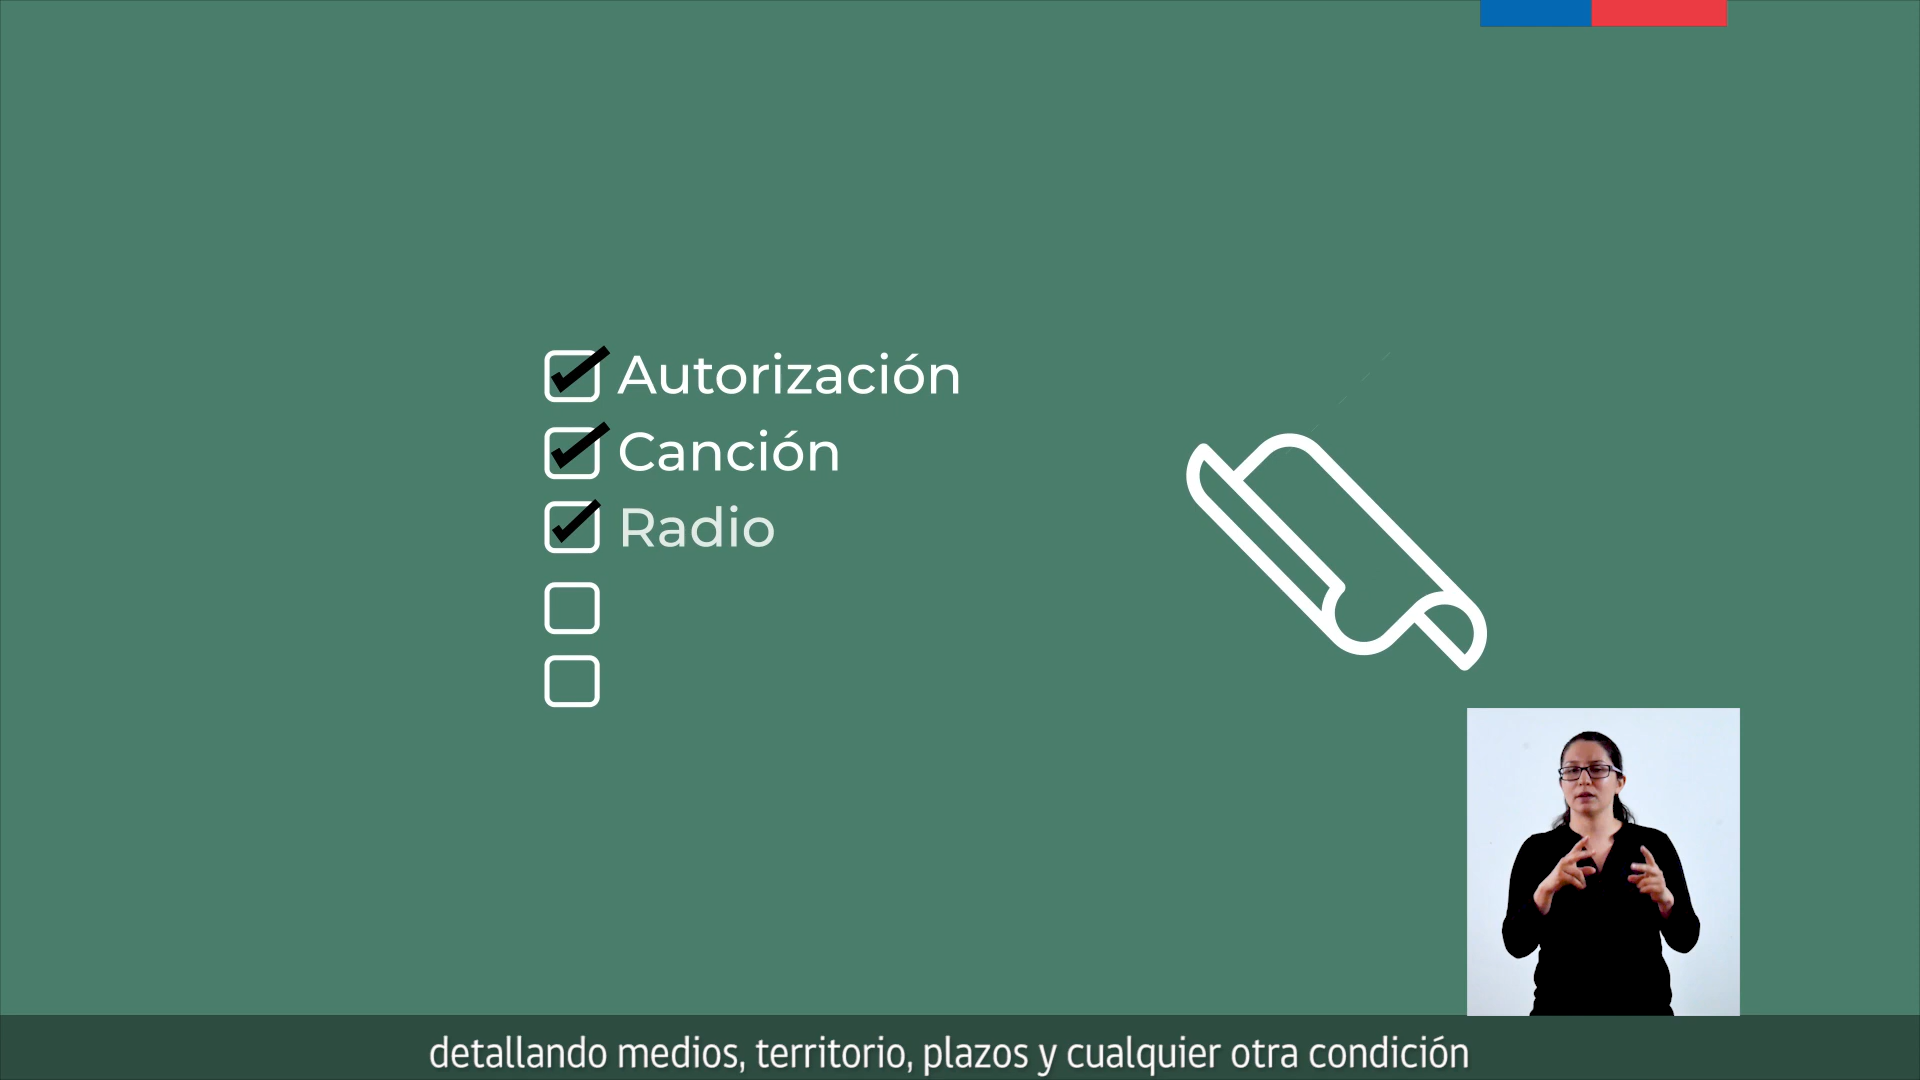 Autorización
Canción
Radio
detallando medios, territorio, plazos y cualquier otra condición